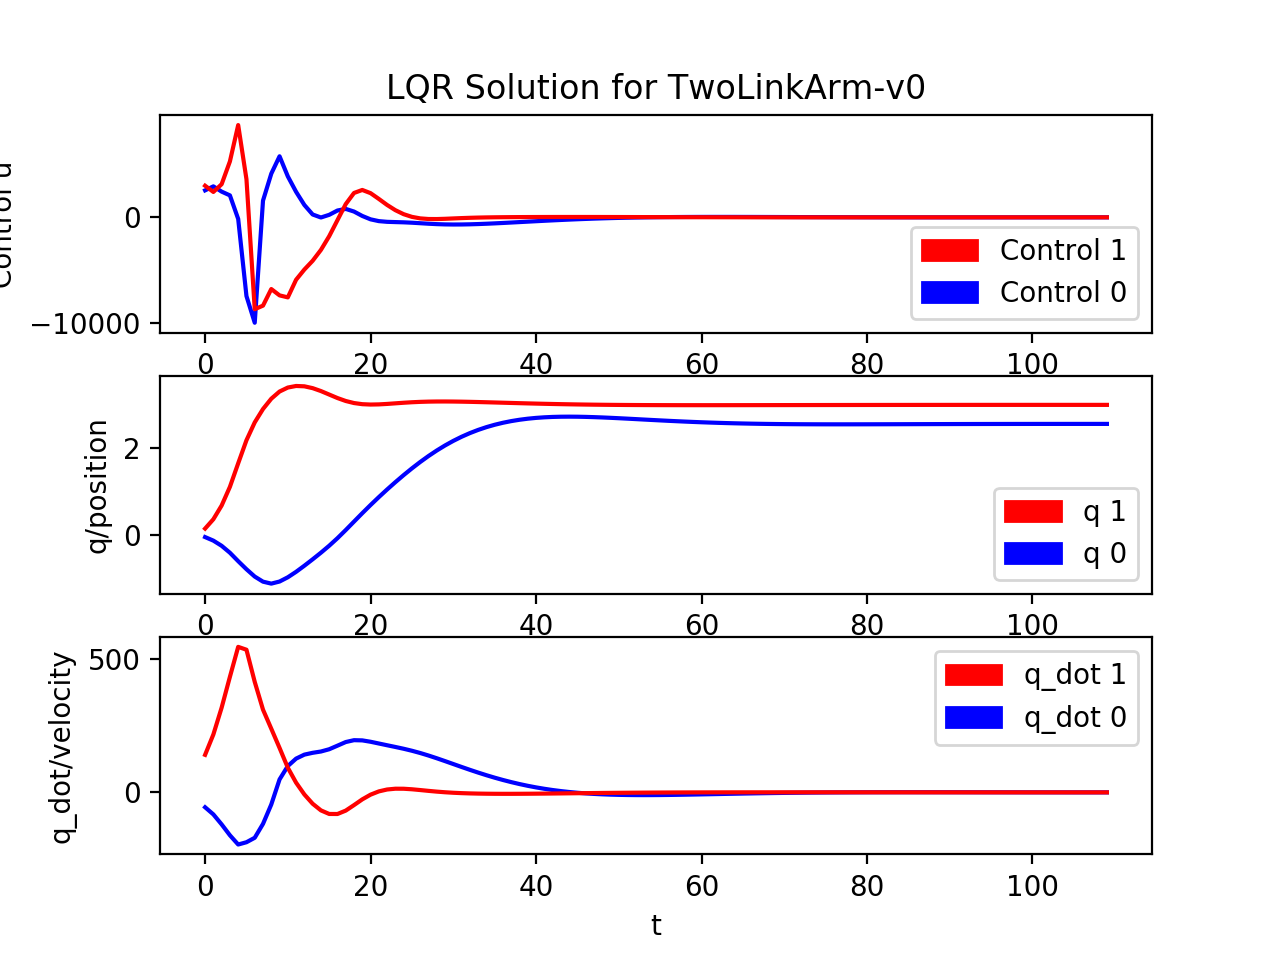 LQR Solution for TwoLinkArm-v0
Control u
0
−10000
Control 1
Control 0
0 20 40 60 80 100
q/position
2
0
q 1
q 0
0 20 40 60 80 100
q_dot/velocity
500
0
q_dot 1
q_dot 0
0 20 40 60 80 100
t